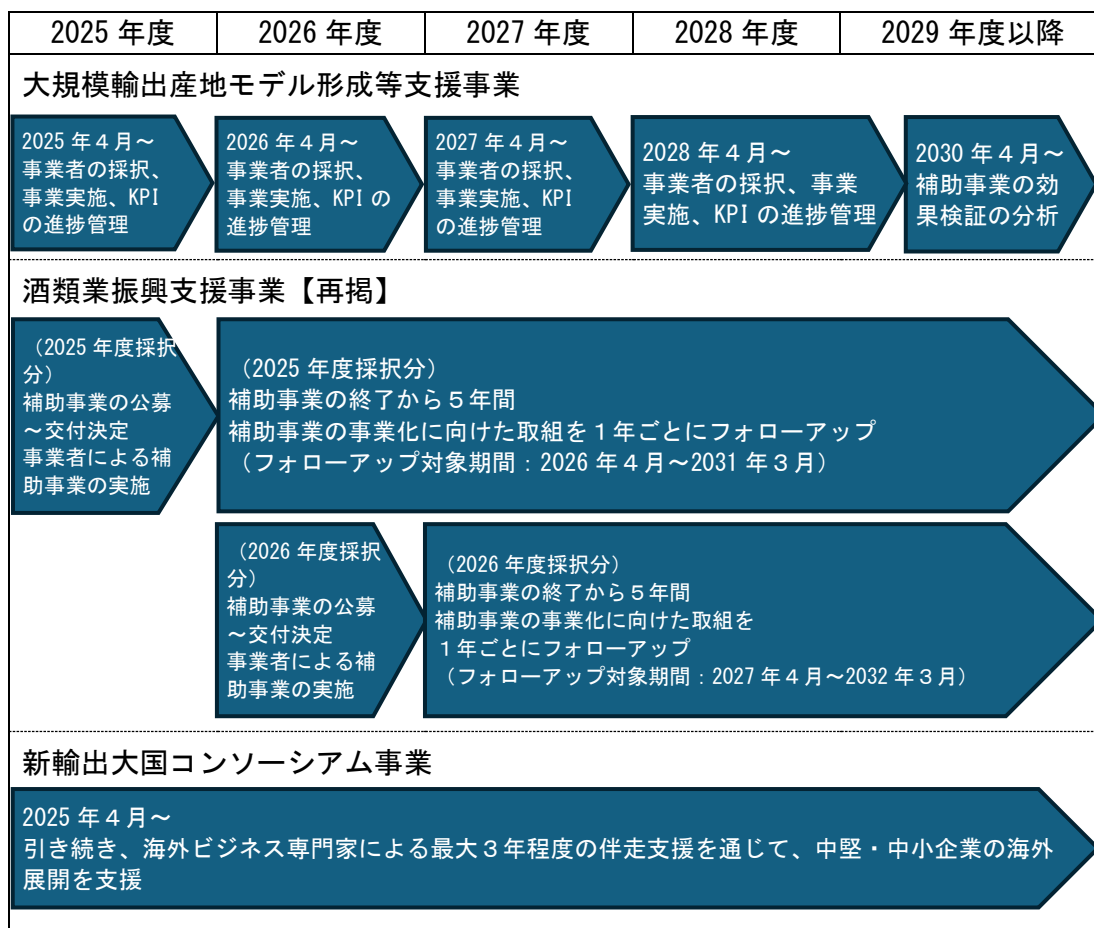 2025 年度 2026 年度 2027 年度 2028 年度 2029 年度以降
大規模輸出産地モデル形成等支援事業
2025 年４月～
事業者の採択、
事業実施、KPI
の進捗管理
2026 年４月～
事業者の採択、
事業実施、KPI の
進捗管理
2027 年４月～
事業者の採択、
事業実施、KPI
の進捗管理
2028 年４月～
事業者の採択、事業
実施、KPI の進捗管理
2030 年４月～
補助事業の効
果検証の分析
酒類業振興支援事業【再掲】
（2025 年度採択
分）
補助事業の公募
～交付決定
事業者による補
助事業の実施
（2025 年度採択分）
補助事業の終了から５年間
補助事業の事業化に向けた取組を１年ごとにフォローアップ
（フォローアップ対象期間：2026 年４月～2031 年３月）
（2026 年度採択
分）
補助事業の公募
～交付決定
事業者による補
助事業の実施
（2026 年度採択分）
補助事業の終了から５年間
補助事業の事業化に向けた取組を
１年ごとにフォローアップ
（フォローアップ対象期間：2027 年４月～2032 年３月）
新輸出大国コンソーシアム事業
2025 年４月～
引き続き、海外ビジネス専門家による最大３年程度の伴走支援を通じて、中堅・中小企業の海外
展開を支援